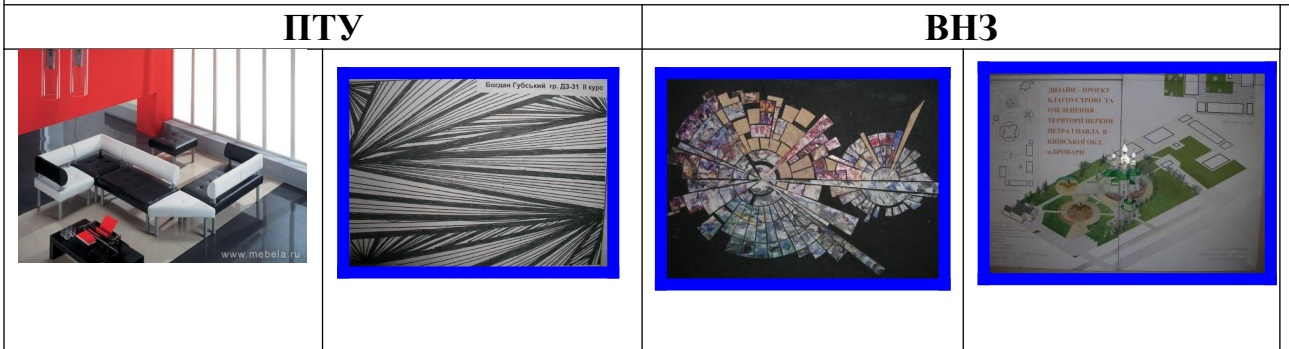 ПТУ
ВНЗ
Богдан Губський гр. ДЗ-31 II курс
www.mebela.ru
ДИЗАЙН - ПРОЕКТ
БЛАГОУСТРОЮ ТА
ОЗЕЛЕНЕННЯ
ТЕРИТОРІЇ ЦЕРКВИ
ПЕТРА І ПАВЛА В
КИЇВСЬКОЇ ОБЛ.
м.БРОВАРИ